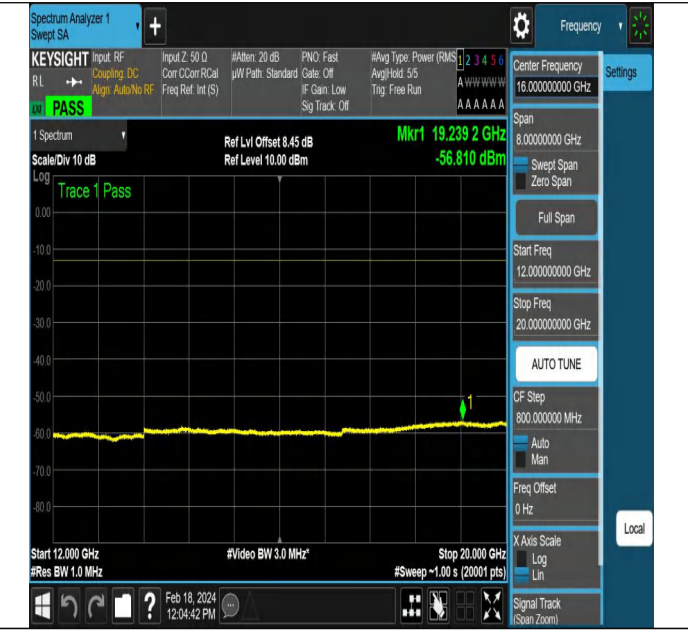 Spectrum Analyzer 1
Swept SA
Frequency
KEYSIGHT Input: RF Input Z: 50 Ω #Atten: 20 dB PNO: Fast #Avg Type: Power (RMS 1 2 3 4 5 6
RL Coupling: DC Corr CCorr RCal µW Path: Standard Gate: Off Avg|Hold: 5/5 A W W W W W
Align: Auto/No RF Freq Ref: Int (S) IF Gain: Low Trig: Free Run
LXI PASS Sig Track: Off A A A A A A
Center Frequency
16.000000000 GHz
Settings
1 Spectrum
Scale/Div 10 dB
Log
Ref Lvl Offset 8.45 dB
Ref Level 10.00 dBm
Mkr1 19.239 2 GHz
-56.810 dBm
Trace 1 Pass
0.00
-10.0
-20.0
-30.0
-40.0
-50.0
-60.0
-70.0
-80.0
1
Span
8.00000000 GHz
Swept Span
Zero Span
Full Span
Start Freq
12.000000000 GHz
Stop Freq
20.000000000 GHz
AUTO TUNE
CF Step
800.000000 MHz
Auto
Man
Freq Offset
0 Hz
X Axis Scale
Log
Lin
Signal Track
(Span Zoom)
Local
Start 12.000 GHz #Video BW 3.0 MHz* Stop 20.000 GHz
#Res BW 1.0 MHz #Sweep ~1.00 s (20001 pts)
?
Feb 18, 2024
12:04:42 PM